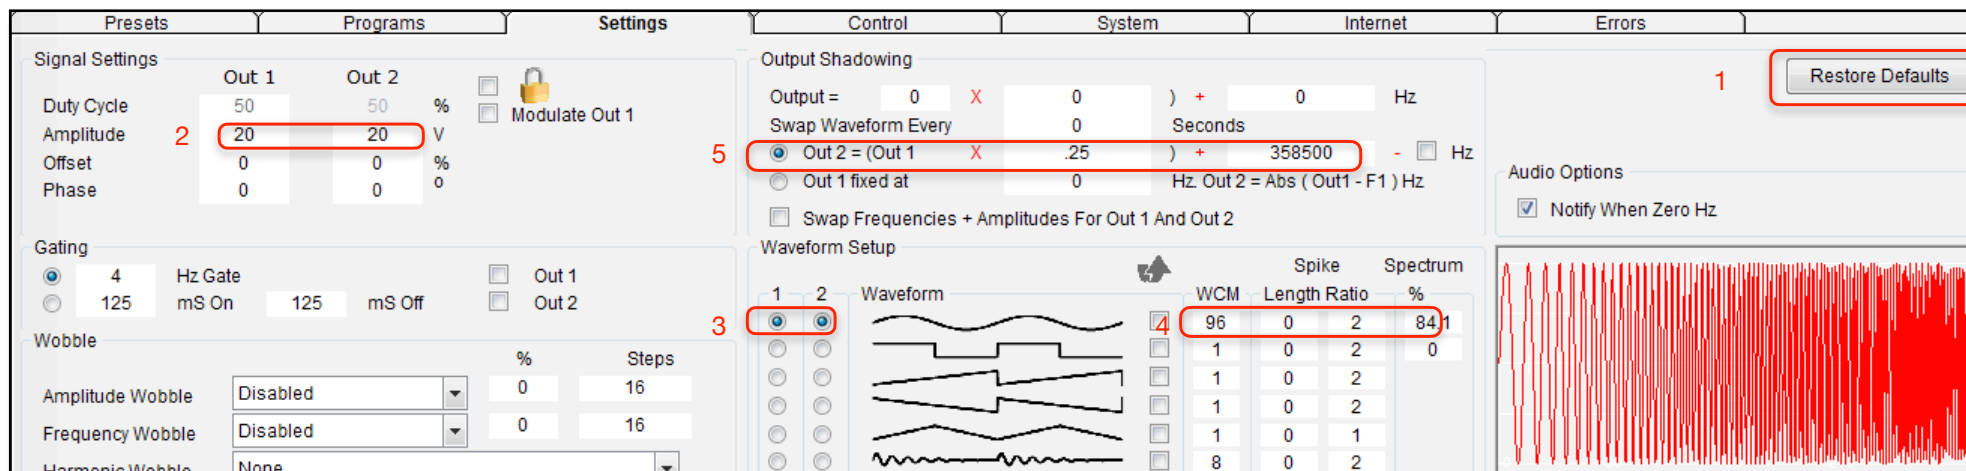 Presets Programs Settings Control System Internet Errors
Signal Settings
Out 1 Out 2
Duty Cycle 50 50 %
Modulate Out 1
Amplitude 2 20 20 V
Offset 0 0 %
Phase 0 0 o
Output Shadowing
Output = 0 X 0 ) + 0 Hz
Swap Waveform Every 0 Seconds
5 Out 2 = (Out 1 X .25 ) + 358500 - Hz
Out 1 fixed at 0 Hz. Out 2 = Abs ( Out1 - F1 ) Hz
Swap Frequencies + Amplitudes For Out 1 And Out 2
1 Restore Defaults
Audio Options
Notify When Zero Hz
Gating
4 Hz Gate Out 1
125 mS On 125 mS Off Out 2
Wobble
% Steps
Amplitude Wobble Disabled 0 16
Frequency Wobble Disabled 0 16
Harmonic Wobble None
Waveform Setup
Spike Spectrum
1 2 Waveform WCM Length Ratio %
3 4 96 0 2 84.1
1 0 2 0
1 0 2
1 0 2
1 0 1
8 0 2